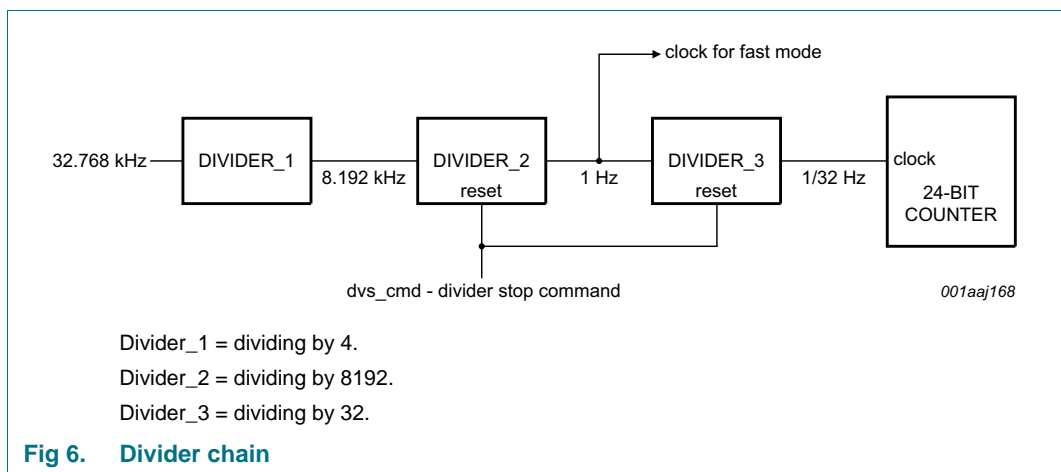 clock for fast mode
32.768 kHz
DIVIDER_1
8.192 kHz
DIVIDER_2
reset
1 Hz
DIVIDER_3
reset
1/32 Hz
clock
24-BIT
COUNTER
dvs_cmd - divider stop command
001aaj168
Divider_1 = dividing by 4.
Divider_2 = dividing by 8192.
Divider_3 = dividing by 32.
Fig 6. Divider chain